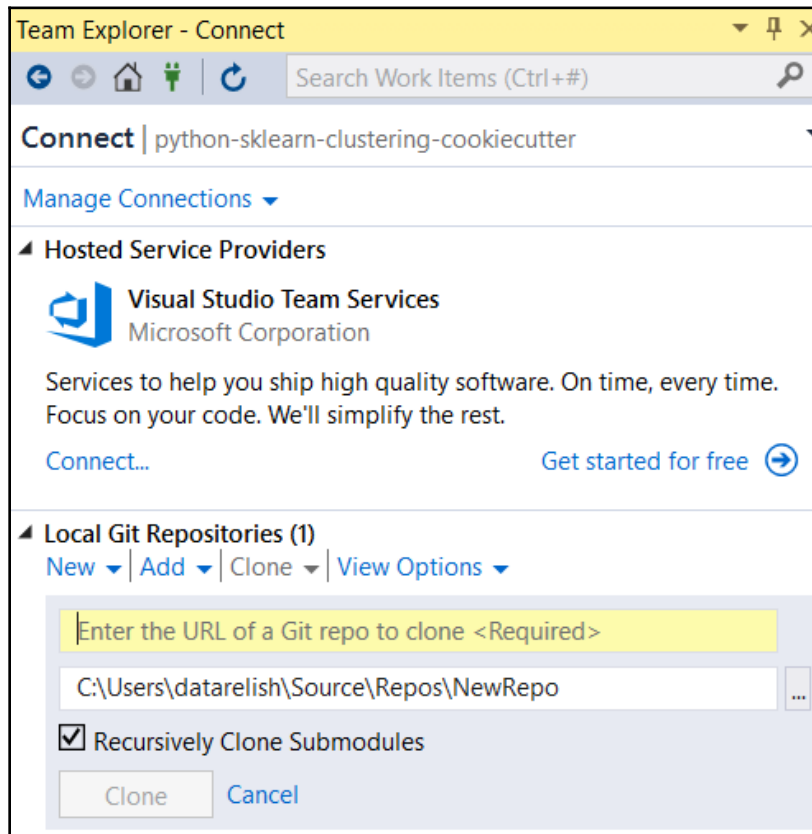 Team Explorer - Connect
Search Work Items (Ctrl+#)
Connect | python-sklearn-clustering-cookiecutter
Manage Connections
Hosted Service Providers
Visual Studio Team Services
Microsoft Corporation
Services to help you ship high quality software. On time, every time.
Focus on your code. We'll simplify the rest.
Connect... Get started for free
Local Git Repositories (1)
New | Add | Clone | View Options
Enter the URL of a Git repo to clone <Required>
C:\Users\datarelish\Source\Repos\NewRepo ...
Recursively Clone Submodules
Clone Cancel